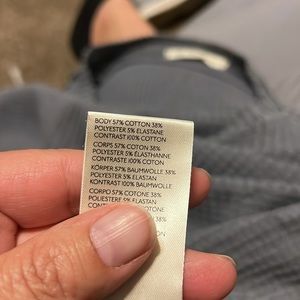 BODY 57% COTTON 38%
POLYESTER 5% ELASTANE
CONTRAST 100% COTTON
CORPS 57% COTON 38%
POLYESTER 5% ELASTHANNE
CONTRASTE 100% COTON
KÖRPER 57% BAUMWOLLE 38%
POLYESTER 5% ELASTAN
KONTRAST 100% BAUMWOLLE
CORPO 57% COTONE 38%
POLIESTERE 5% ELASTAN